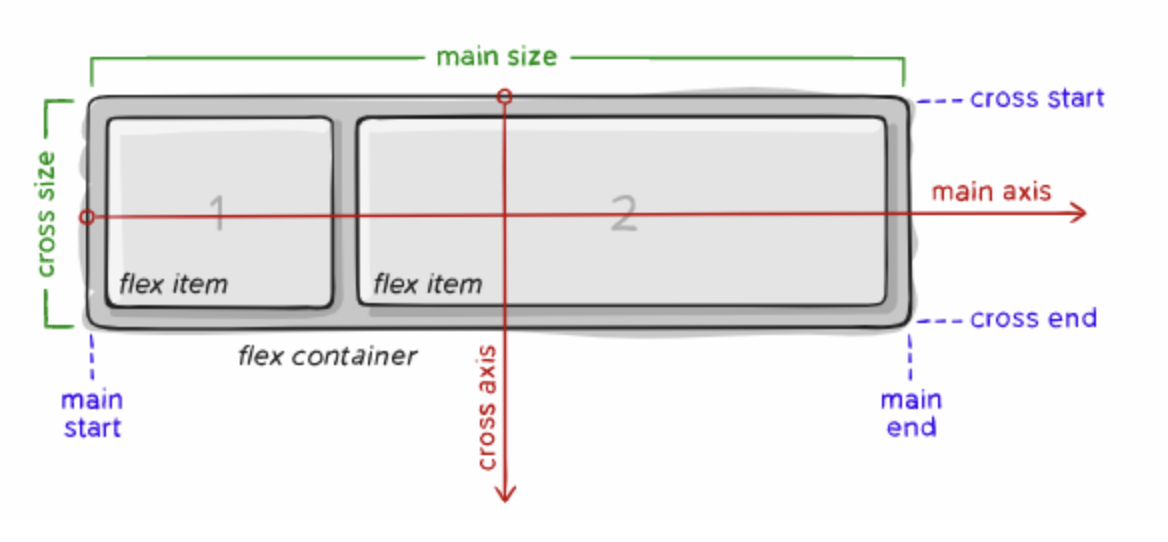 main size
cross start
cross size
main axis
1
2
flex item
flex item
cross end
flex container
cross axis
main
start
main
end